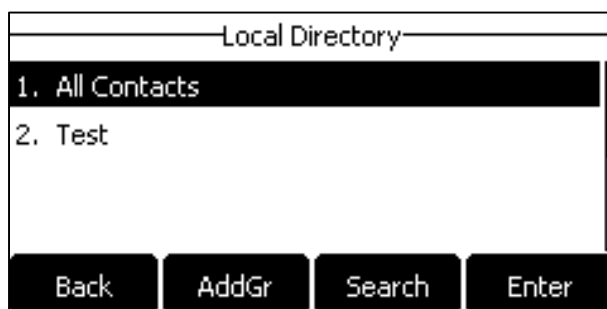 Local Directory
1. All Contacts
2. Test
Back AddGr Search Enter